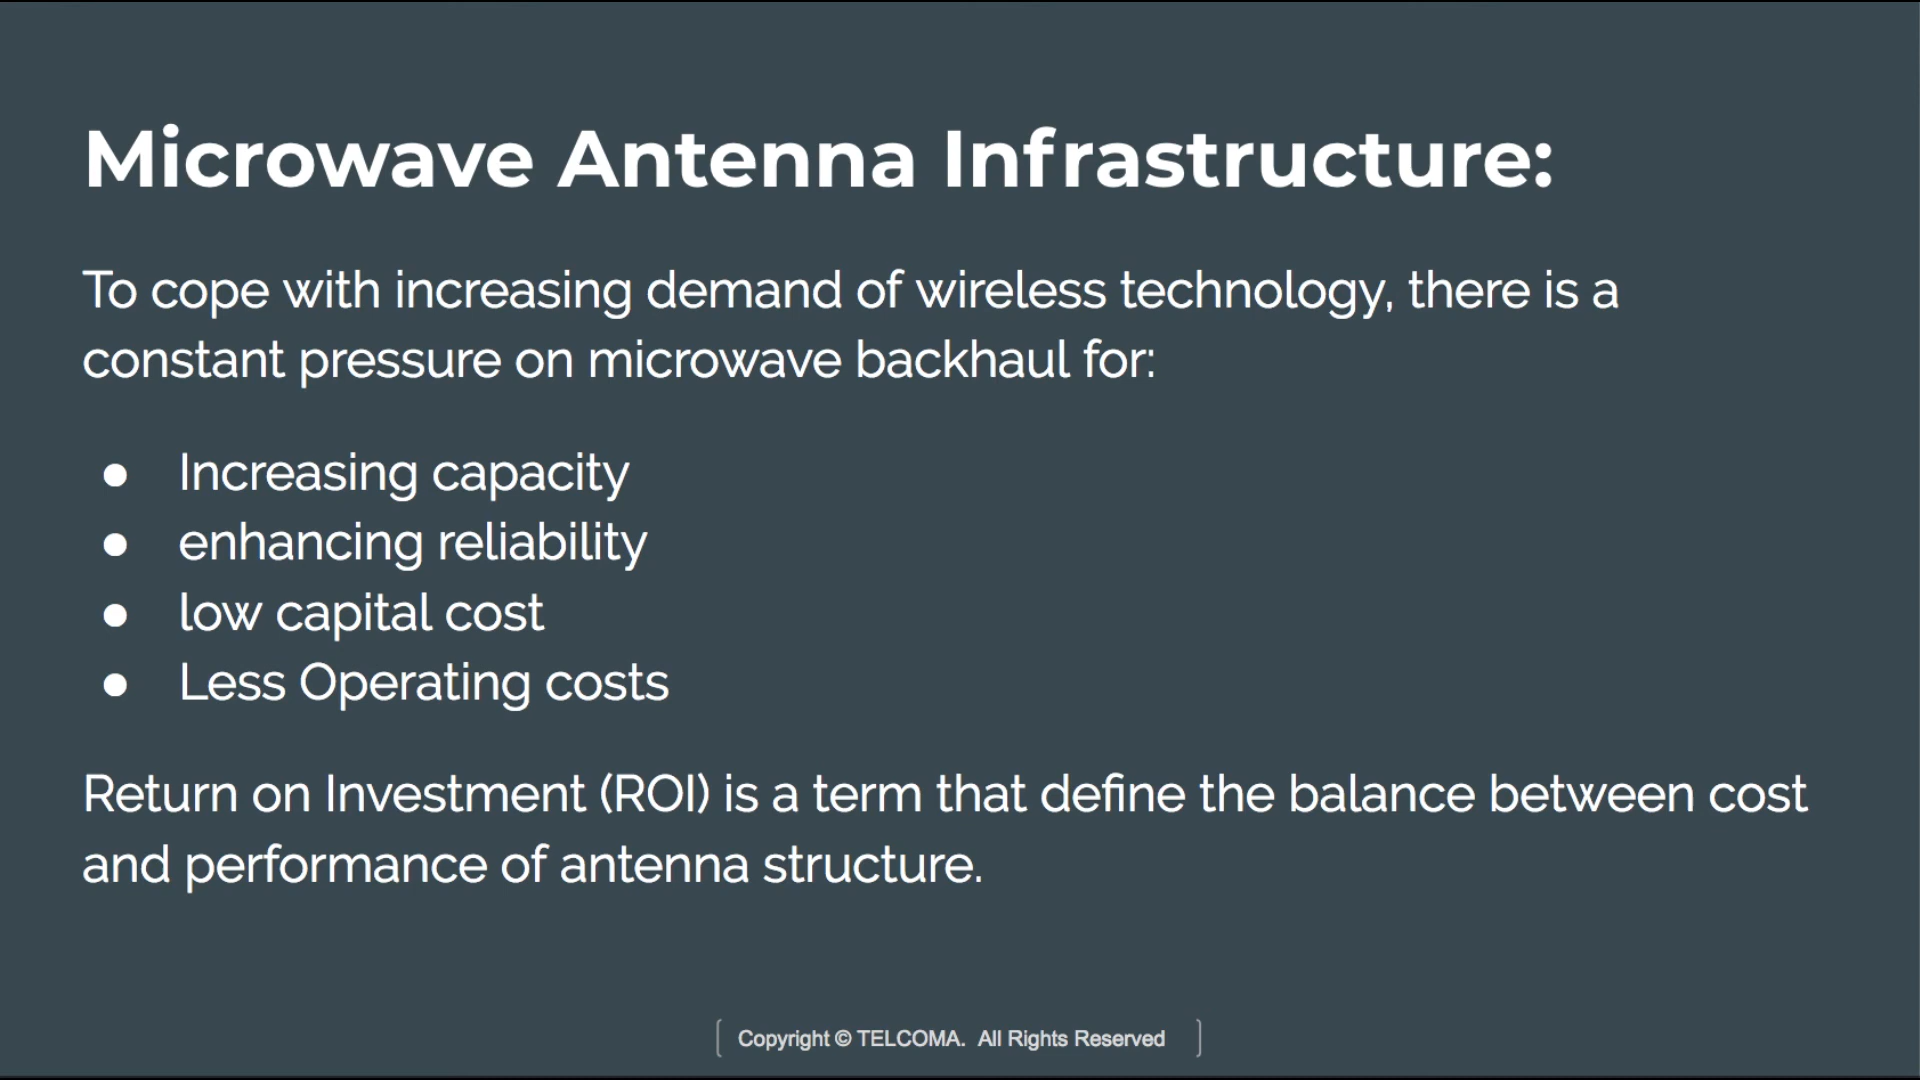 Microwave Antenna Infrastructure:
To cope with increasing demand of wireless technology, there is a
constant pressure on microwave backhaul for:
● Increasing capacity
● enhancing reliability
● low capital cost
● Less Operating costs
Return on Investment (ROI) is a term that define the balance between cost
and performance of antenna structure.
Copyright © TELCOMA. All Rights Reserved